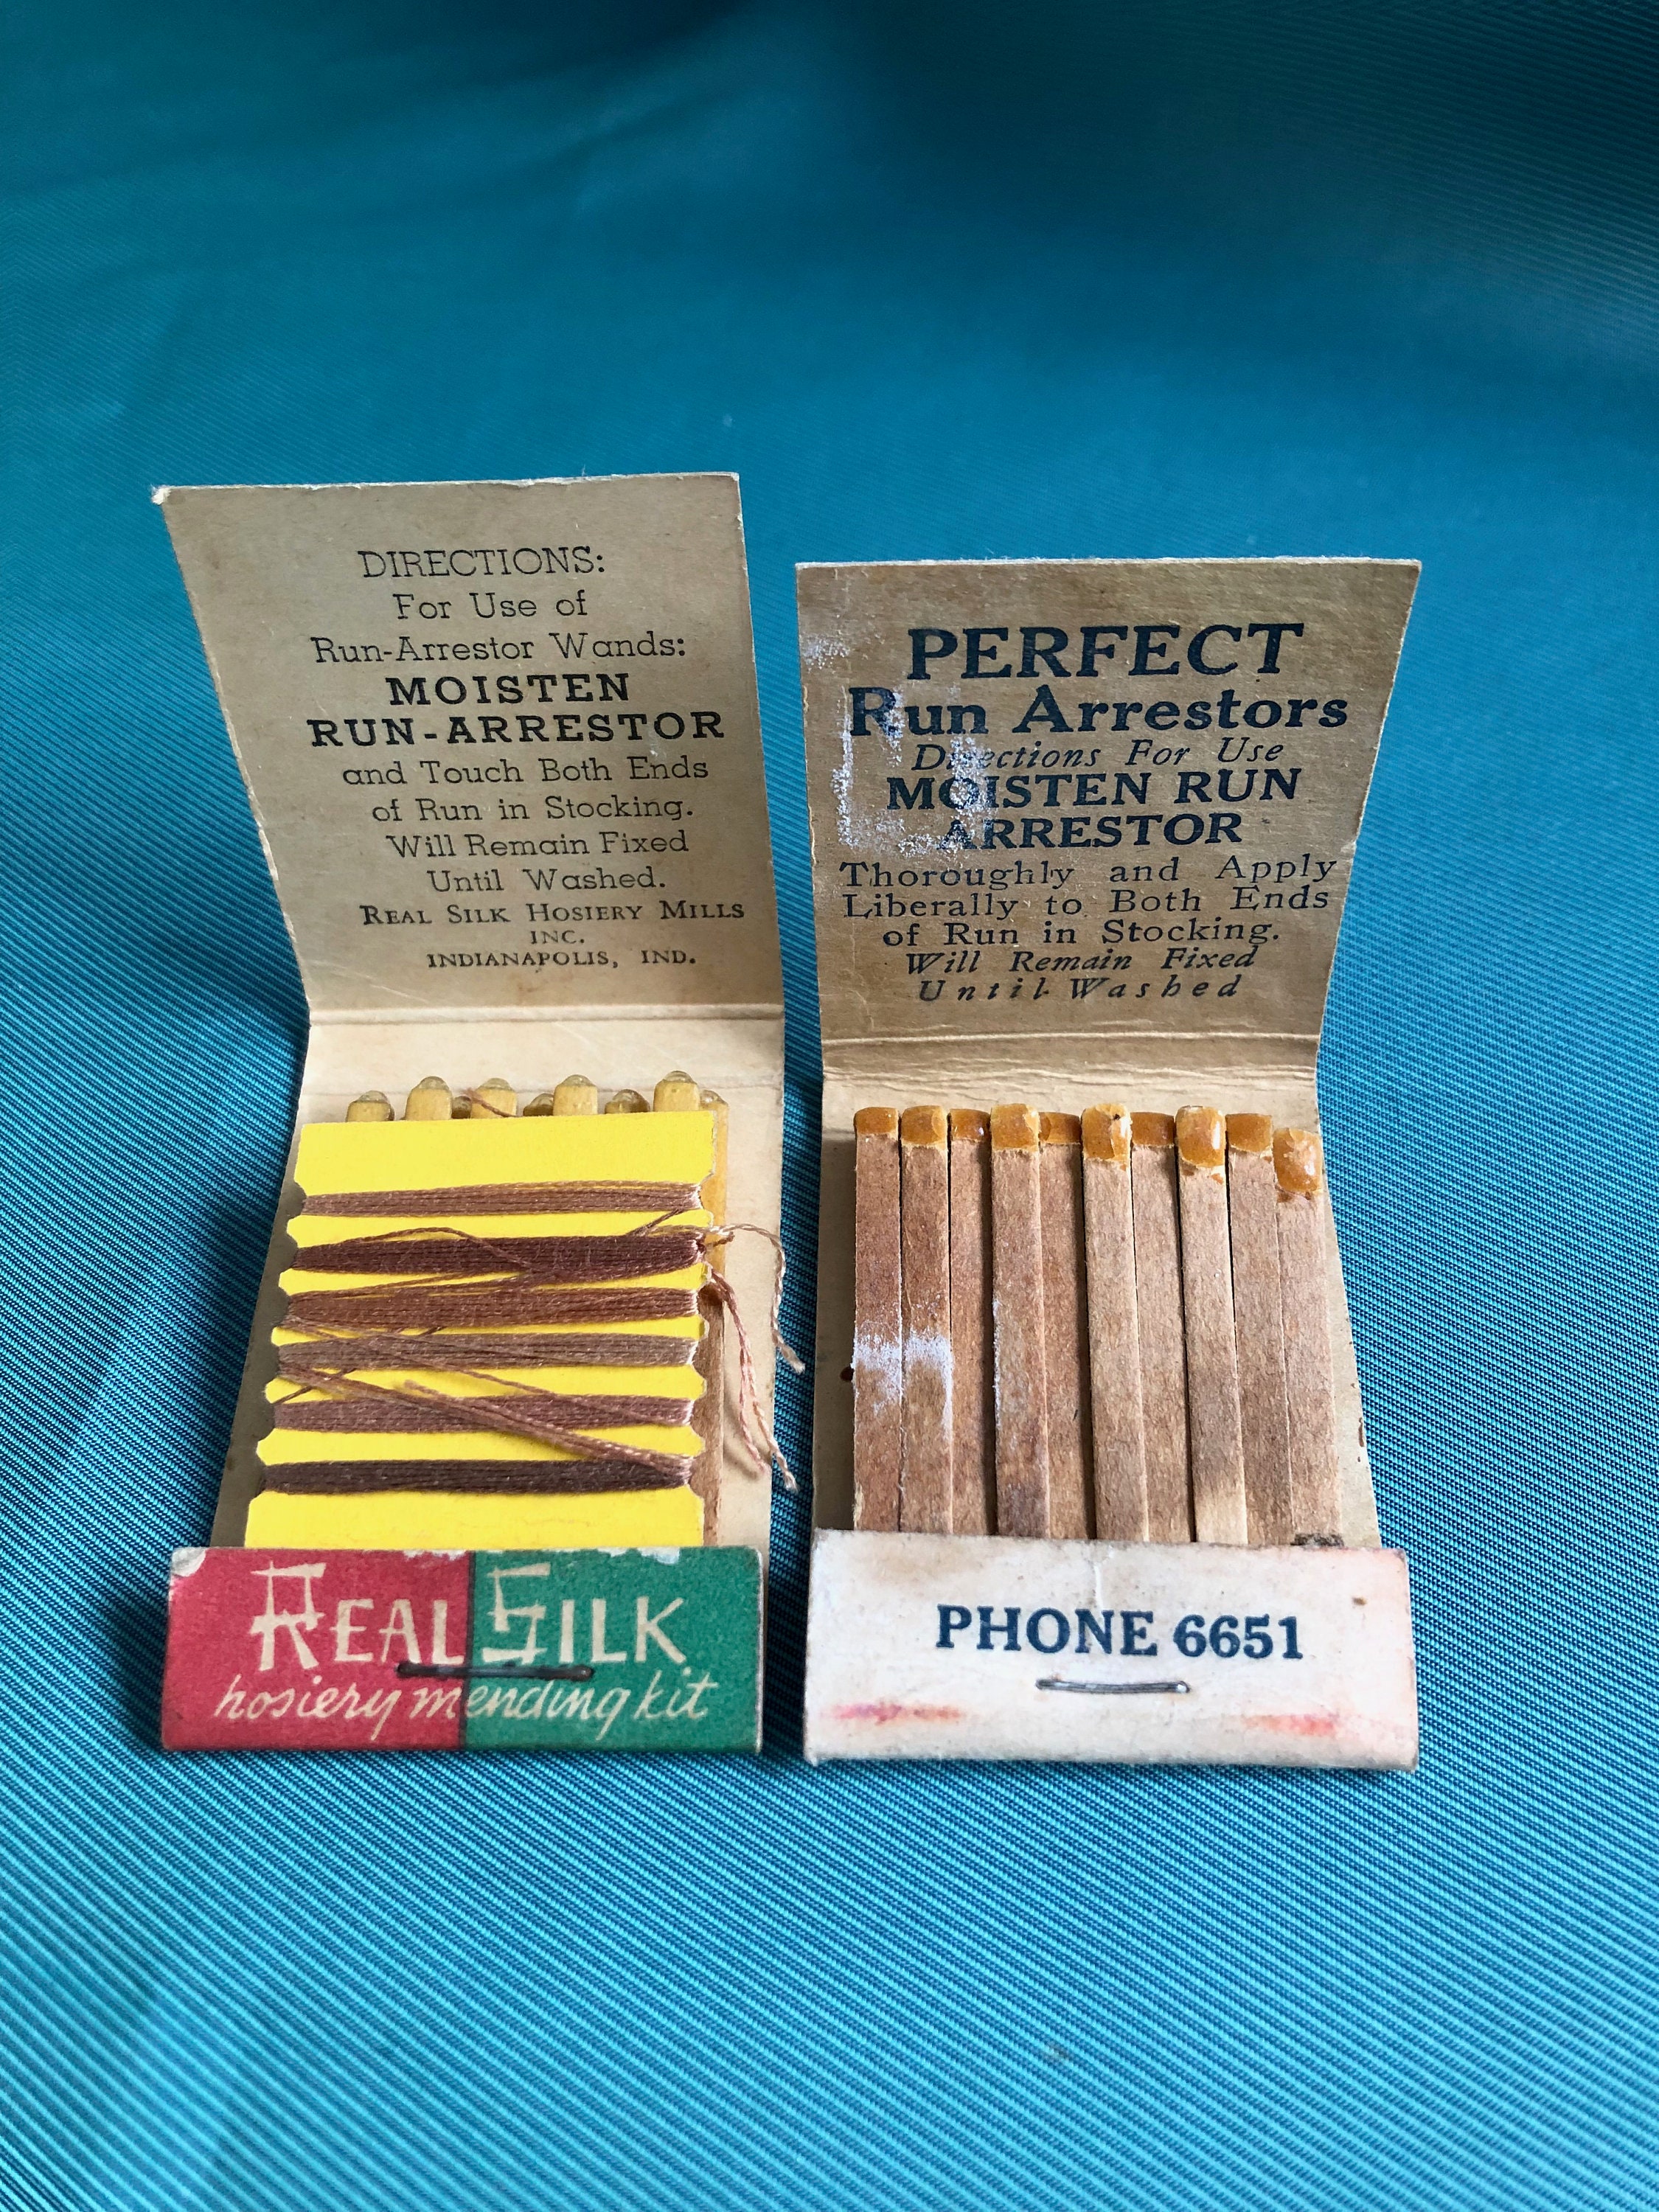 DIRECTIONS:
For Use of
Run-Arrestor Wands:
MOISTEN
RUN-ARRESTOR
and Touch Both Ends
of Run in Stocking.
Will Remain Fixed
Until Washed.
REAL SILK HOSIERY MILLS
INC.
INDIANAPOLIS, IND.
REAL SILK
hosiery mending kit
PERFECT
Run Arrestors
Directions For Use
MOISTEN RUN
ARRESTOR
Thoroughly and Apply
Liberally to Both Ends
of Run in Stocking.
Will Remain Fixed
Until Washed
PHONE 6651